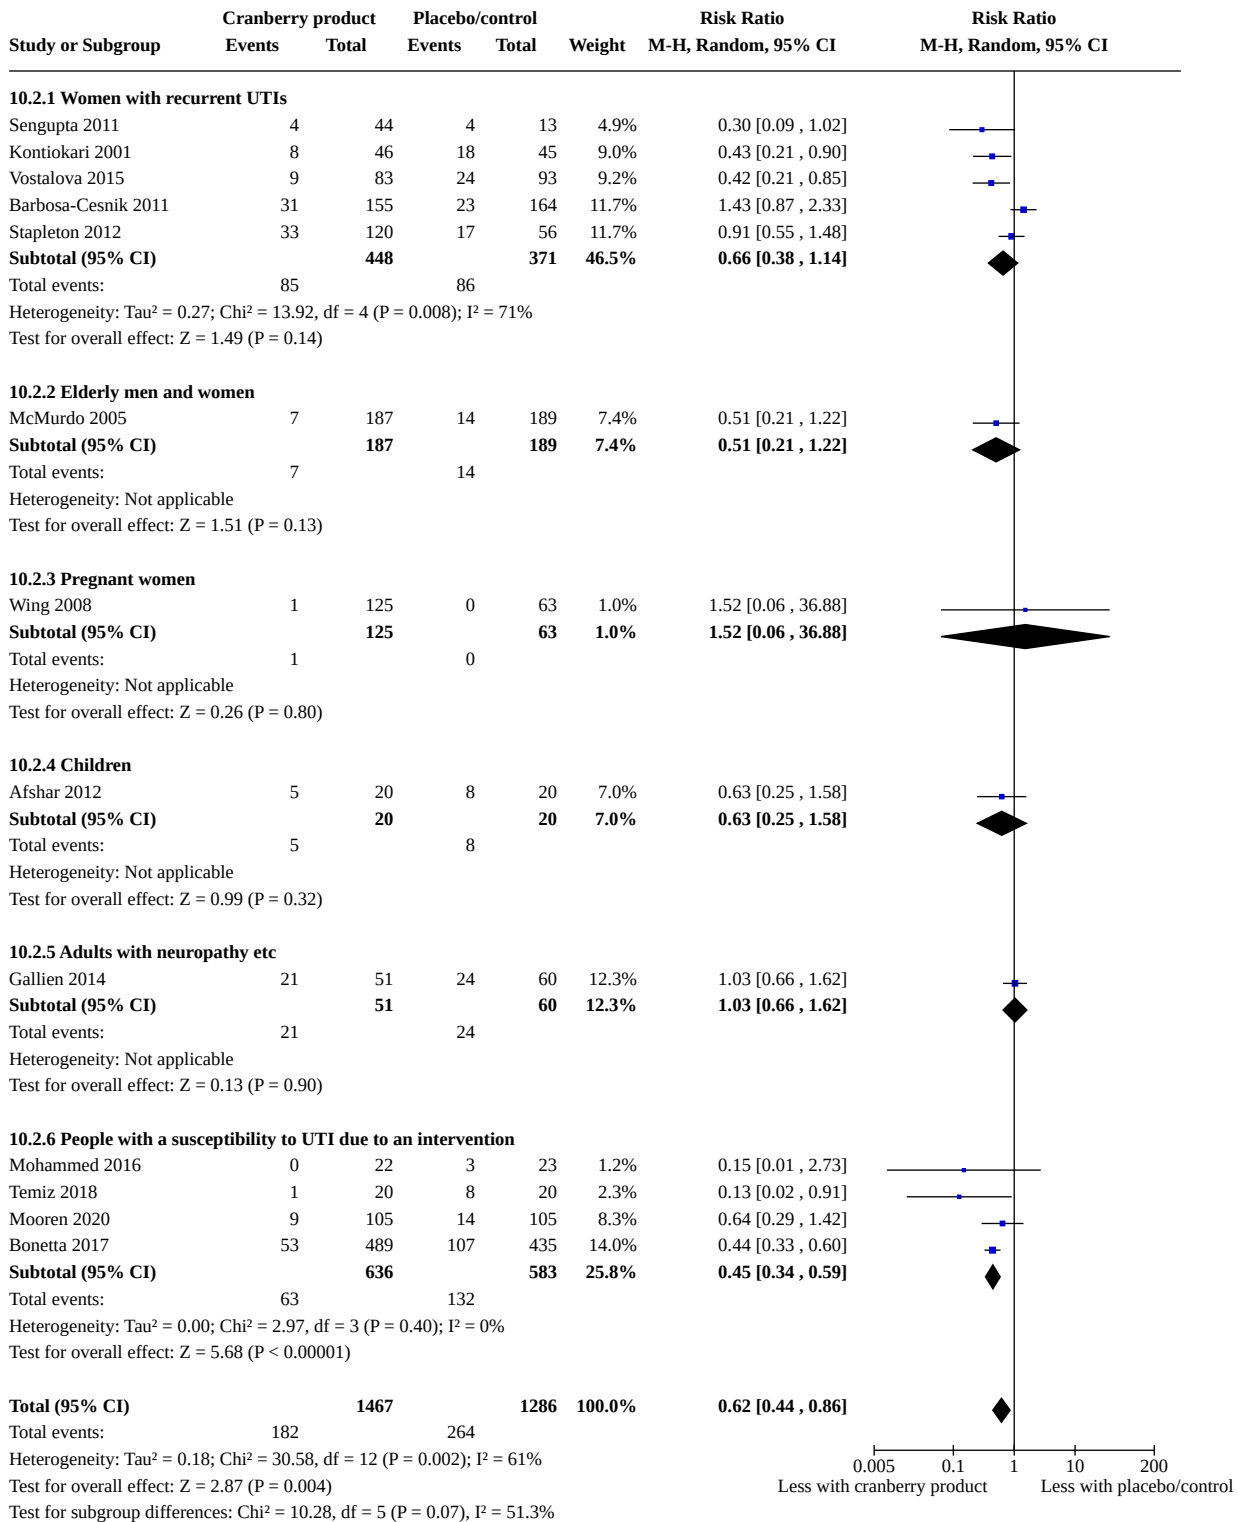 Cranberry product Placebo/control Risk Ratio Risk Ratio
Study or Subgroup Events Total Events Total Weight M-H, Random, 95% CI M-H, Random, 95% CI
10.2.1 Women with recurrent UTIs
Sengupta 2011 4 44 4 13 4.9% 0.30 [0.09 , 1.02]
Kontiokari 2001 8 46 18 45 9.0% 0.43 [0.21 , 0.90]
Vostalova 2015 9 83 24 93 9.2% 0.42 [0.21 , 0.85]
Barbosa-Cesnik 2011 31 155 23 164 11.7% 1.43 [0.87 , 2.33]
Stapleton 2012 33 120 17 56 11.7% 0.91 [0.55 , 1.48]
Subtotal (95% CI) 448 371 46.5% 0.66 [0.38 , 1.14]
Total events: 85 86
Heterogeneity: Tau² = 0.27; Chi² = 13.92, df = 4 (P = 0.008); I² = 71%
Test for overall effect: Z = 1.49 (P = 0.14)
10.2.2 Elderly men and women
McMurdo 2005 7 187 14 189 7.4% 0.51 [0.21 , 1.22]
Subtotal (95% CI) 187 189 7.4% 0.51 [0.21 , 1.22]
Total events: 7 14
Heterogeneity: Not applicable
Test for overall effect: Z = 1.51 (P = 0.13)
10.2.3 Pregnant women
Wing 2008 1 125 0 63 1.0% 1.52 [0.06 , 36.88]
Subtotal (95% CI) 125 63 1.0% 1.52 [0.06 , 36.88]
Total events: 1 0
Heterogeneity: Not applicable
Test for overall effect: Z = 0.26 (P = 0.80)
10.2.4 Children
Afshar 2012 5 20 8 20 7.0% 0.63 [0.25 , 1.58]
Subtotal (95% CI) 20 20 7.0% 0.63 [0.25 , 1.58]
Total events: 5 8
Heterogeneity: Not applicable
Test for overall effect: Z = 0.99 (P = 0.32)
10.2.5 Adults with neuropathy etc
Gallien 2014 21 51 24 60 12.3% 1.03 [0.66 , 1.62]
Subtotal (95% CI) 51 60 12.3% 1.03 [0.66 , 1.62]
Total events: 21 24
Heterogeneity: Not applicable
Test for overall effect: Z = 0.13 (P = 0.90)
10.2.6 People with a susceptibility to UTI due to an intervention
Mohammed 2016 0 22 3 23 1.2% 0.15 [0.01 , 2.73]
Temiz 2018 1 20 8 20 2.3% 0.13 [0.02 , 0.91]
Mooren 2020 9 105 14 105 8.3% 0.64 [0.29 , 1.42]
Bonetta 2017 53 489 107 435 14.0% 0.44 [0.33 , 0.60]
Subtotal (95% CI) 636 583 25.8% 0.45 [0.34 , 0.59]
Total events: 63 132
Heterogeneity: Tau² = 0.00; Chi² = 2.97, df = 3 (P = 0.40); I² = 0%
Test for overall effect: Z = 5.68 (P < 0.00001)
Total (95% CI) 1467 1286 100.0% 0.62 [0.44 , 0.86]
Total events: 182 264
Heterogeneity: Tau² = 0.18; Chi² = 30.58, df = 12 (P = 0.002); I² = 61% 0.005 0.1 1 10 200
Test for overall effect: Z = 2.87 (P = 0.004) Less with cranberry product Less with placebo/control
Test for subgroup differences: Chi² = 10.28, df = 5 (P = 0.07), I² = 51.3%